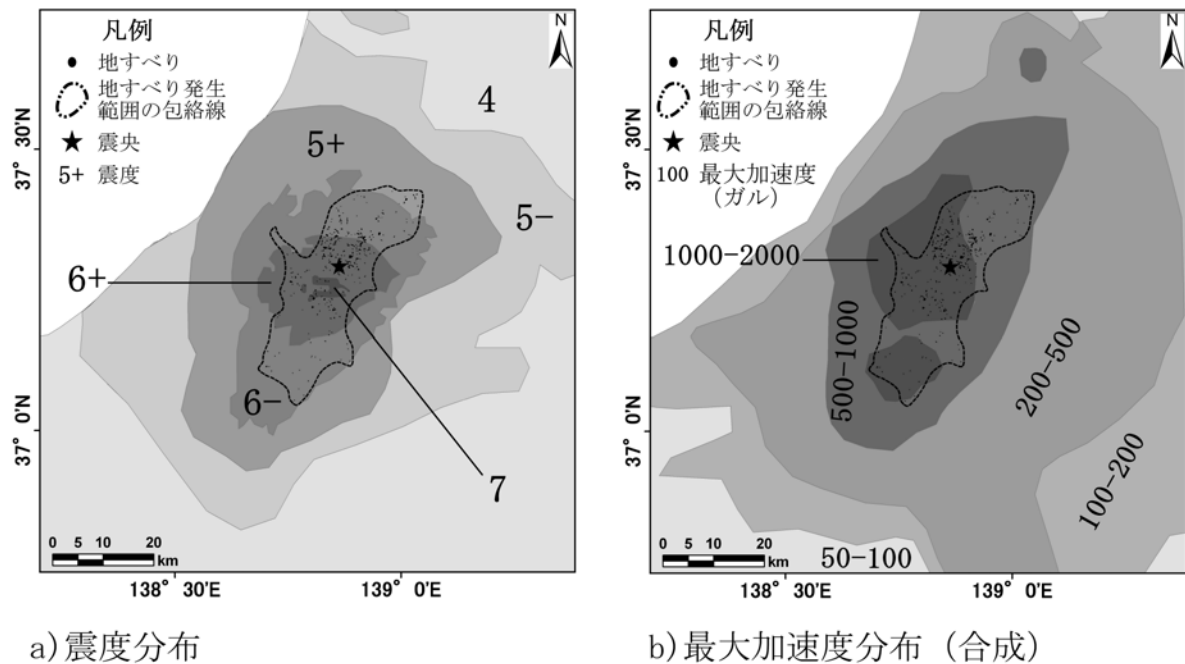 凡例
地すべり
地すべり発生
範囲の包絡線
震央
5+ 震度
N
4
5+
5-
6+
6-
7
37° 30'N
37° 0'N
0 5 10 20
km
138° 30'E
139° 0'E
a)震度分布
凡例
地すべり
地すべり発生
範囲の包絡線
震央
100 最大加速度
(ガル)
N
1000-2000
500-1000
200-500
100-200
50-100
37° 30'N
37° 0'N
0 5 10 20
km
138° 30'E
139° 0'E
b)最大加速度分布（合成）